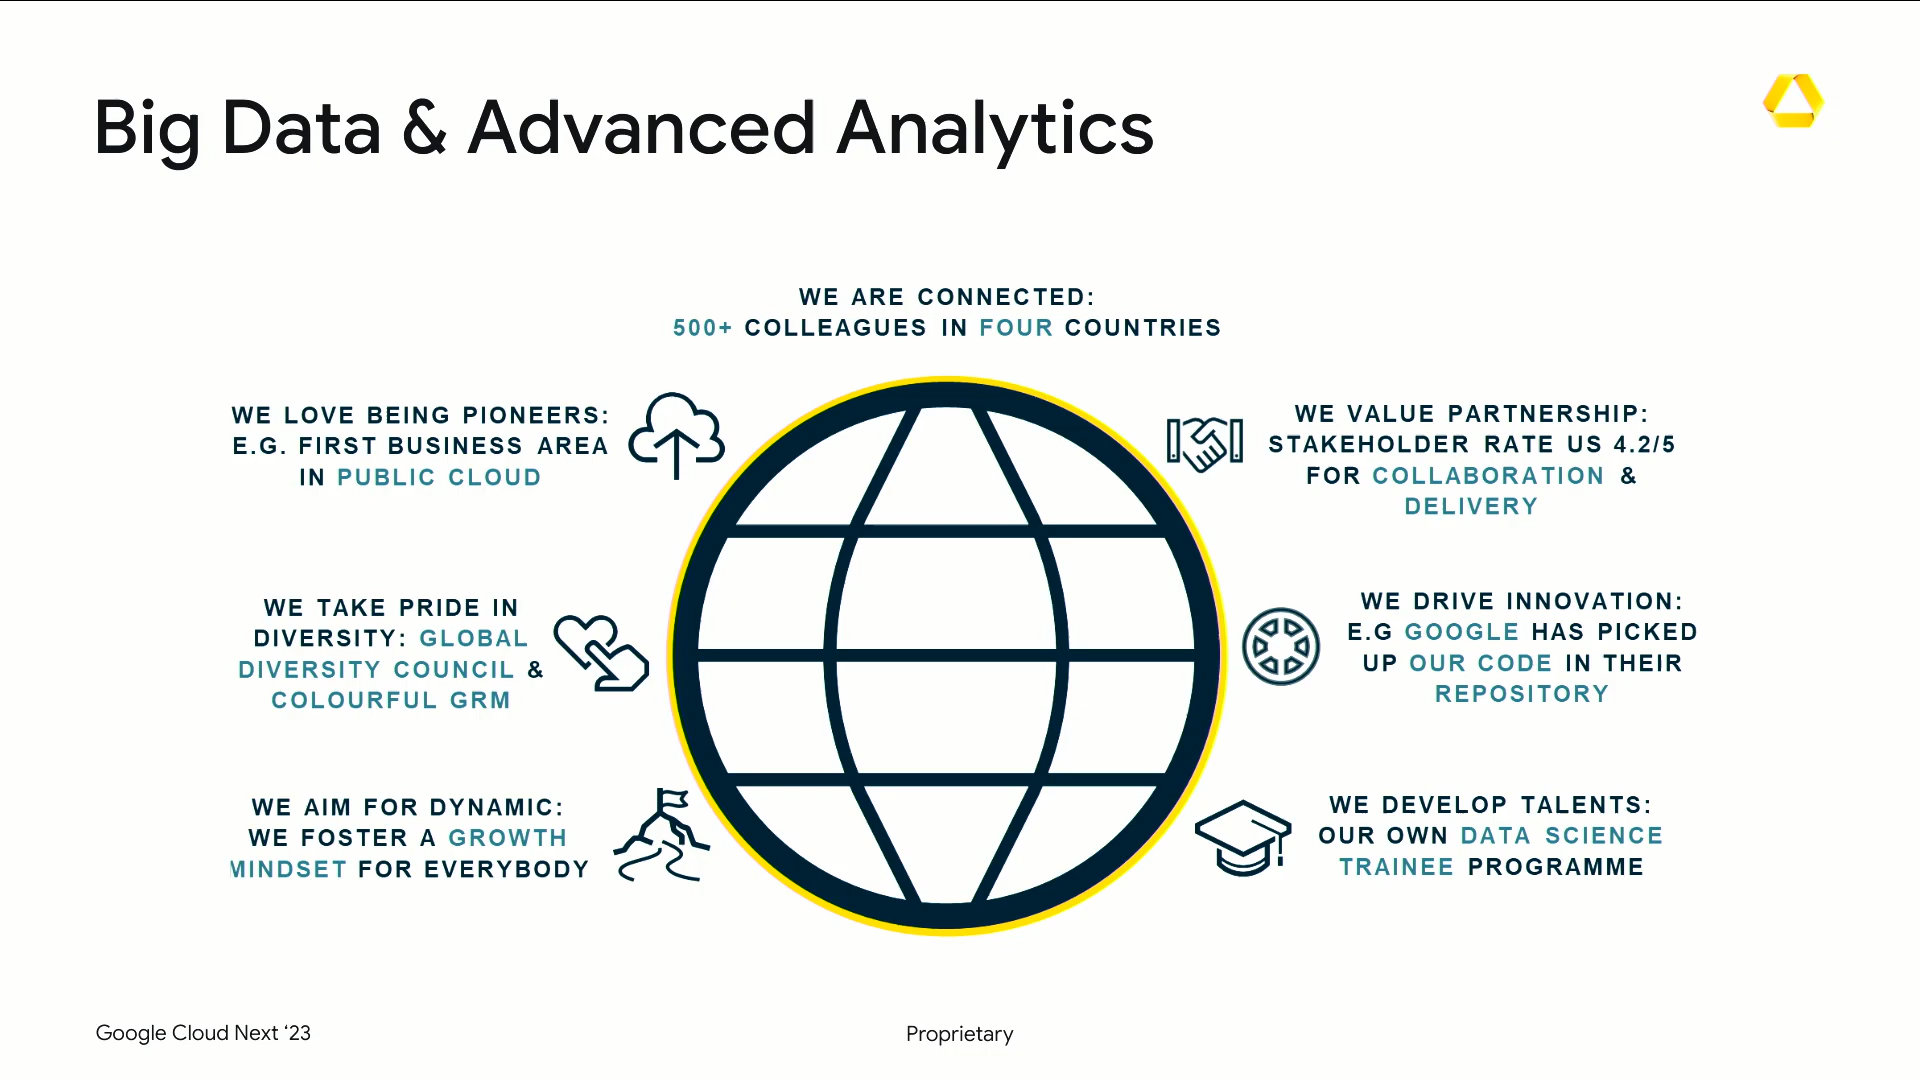 Big Data & Advanced Analytics
WE ARE CONNECTED:
500+ COLLEAGUES IN FOUR COUNTRIES
WE LOVE BEING PIONEERS:
E.G. FIRST BUSINESS AREA
IN PUBLIC CLOUD
WE TAKE PRIDE IN
DIVERSITY: GLOBAL
DIVERSITY COUNCIL &
COLOURFUL GRM
WE AIM FOR DYNAMIC:
WE FOSTER A GROWTH
MINDSET FOR EVERYBODY
WE VALUE PARTNERSHIP:
STAKEHOLDER RATE US 4.2/5
FOR COLLABORATION &
DELIVERY
WE DRIVE INNOVATION:
E.G GOOGLE HAS PICKED
UP OUR CODE IN THEIR
REPOSITORY
WE DEVELOP TALENTS:
OUR OWN DATA SCIENCE
TRAINEE PROGRAMME
Google Cloud Next ‘23
Proprietary